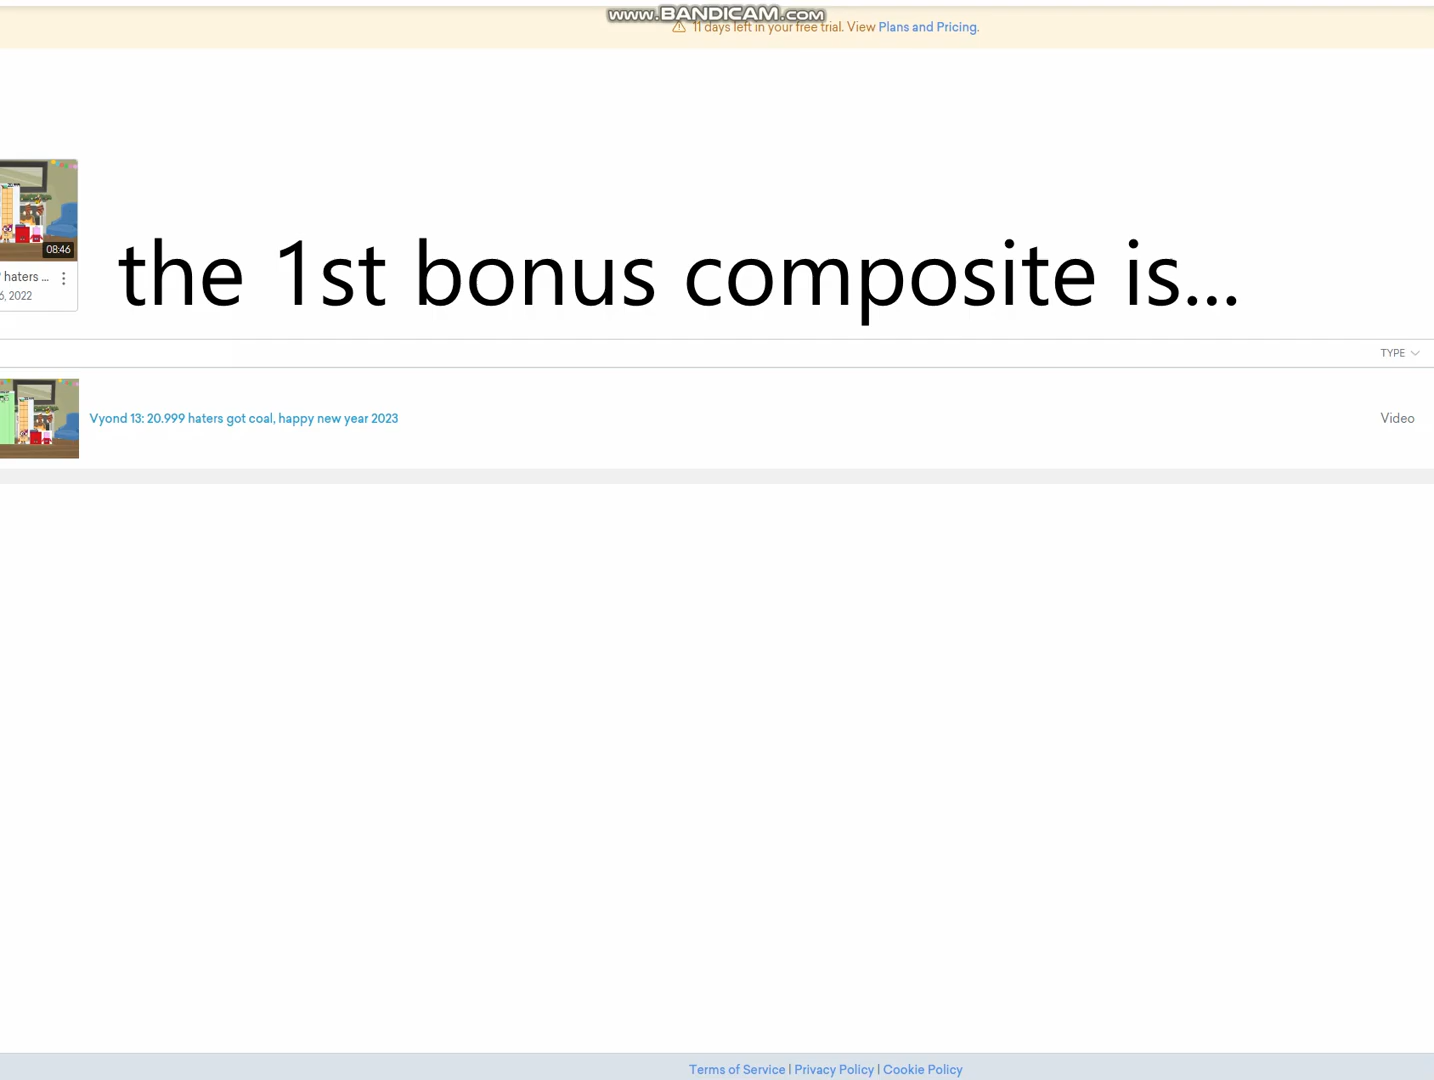 www.BANDICAM.com
11 days left in your free trial. View Plans and Pricing.
08:46
haters ...
6, 2022
the 1st bonus composite is...
TYPE
Vyond 13: 20.999 haters got coal, happy new year 2023
Video
Terms of Service | Privacy Policy | Cookie Policy